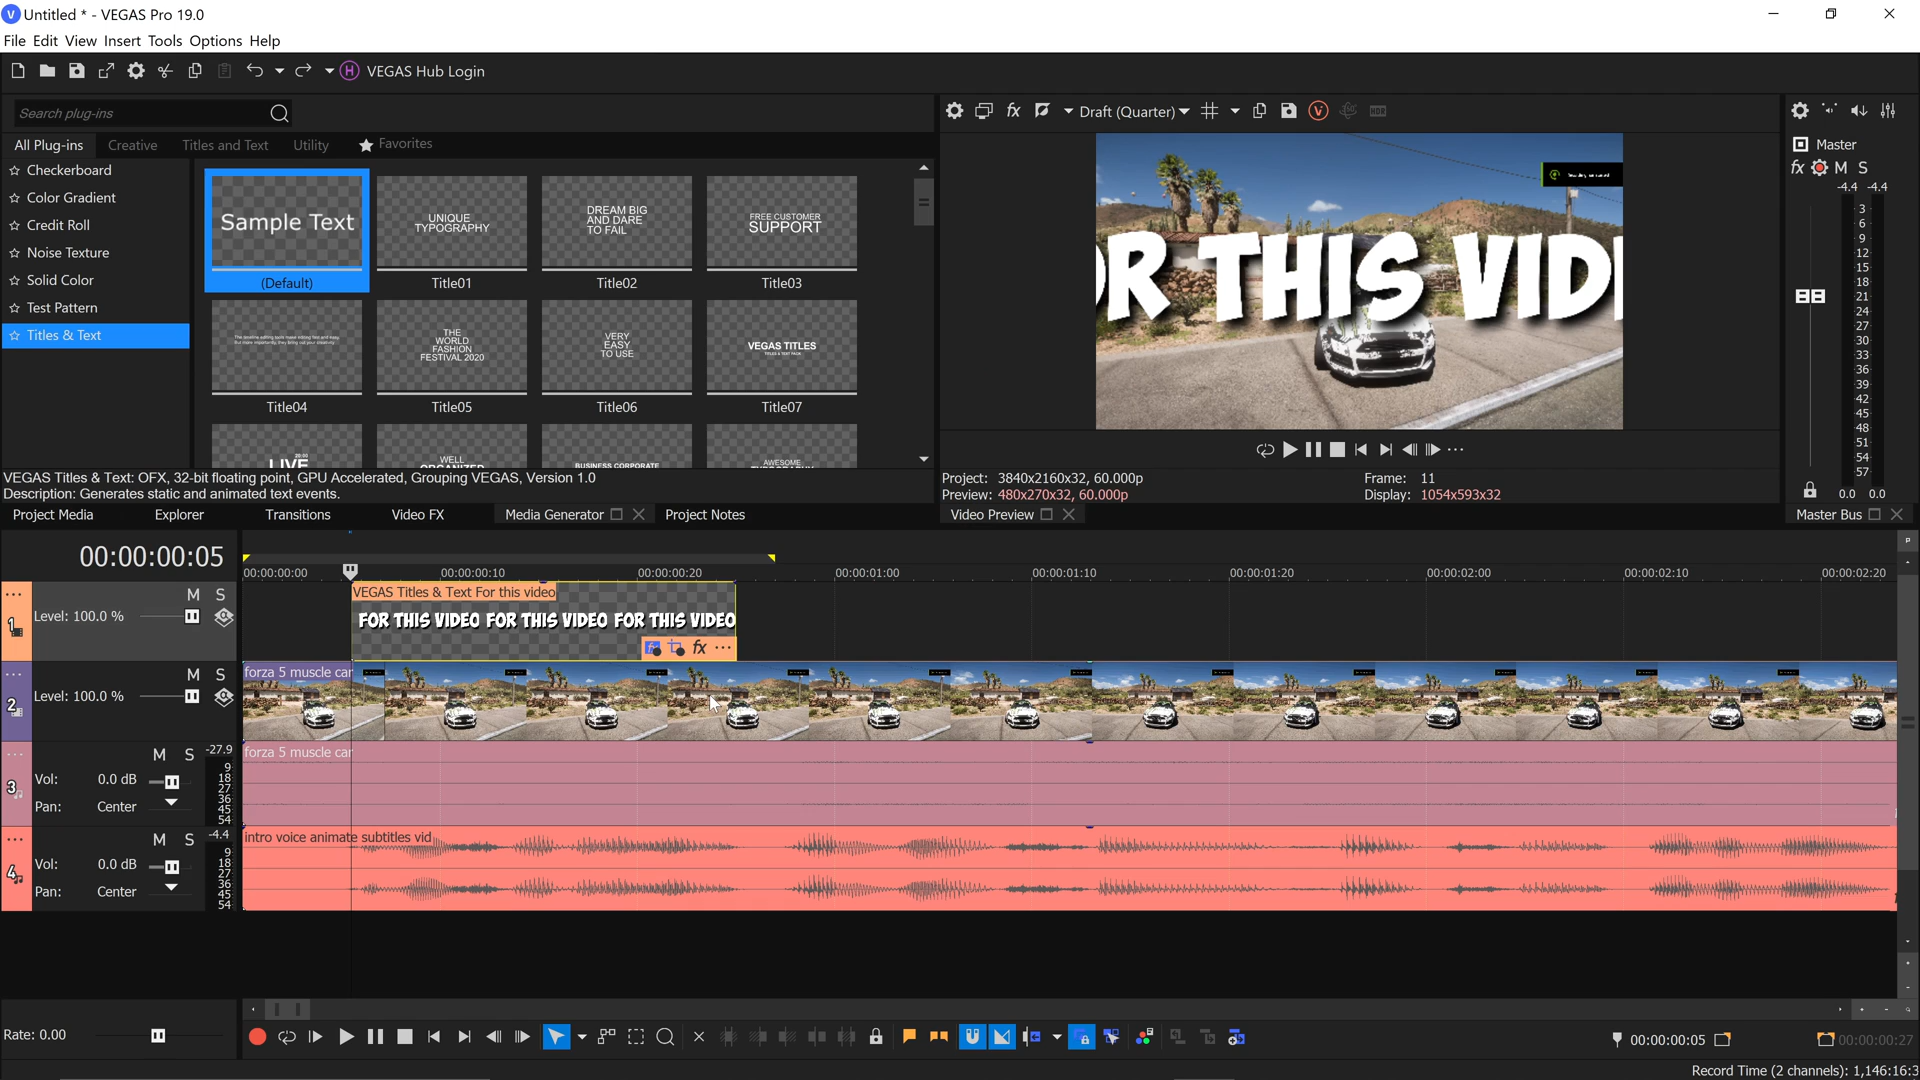 Untitled * - VEGAS Pro 19.0
File Edit View Insert Tools Options Help
VEGAS Hub Login
Search plug-ins
All Plug-ins Creative Titles and Text Utility Favorites
Checkerboard
Color Gradient
Credit Roll
Noise Texture
Solid Color
Test Pattern
Titles & Text
Sample Text
(Default)
UNIQUE
TYPOGRAPHY
Title01
DREAM BIG
AND DARE
TO FAIL
Title02
FREE CUSTOMER
SUPPORT
Title03
Title04
THE
WORLD
FASHION
FESTIVAL 2020
Title05
VERY
EASY
TO USE
Title06
VEGAS TITLES
TITLES & TEXT PACK
Title07
20:00
LIVE
WELL
ORGANIZED
BUSINESS CORPORATE
AWESOME
VEGAS Titles & Text: OFX, 32-bit floating point, GPU Accelerated, Grouping VEGAS, Version 1.0
Description: Generates static and animated text events.
Project Media Explorer Transitions Video FX Media Generator Project Notes
fx Draft (Quarter)
HDR
OR THIS VID
Project: 3840x2160x32, 60.000p
Preview: 480x270x32, 60.000p
Frame: 11
Display: 1054x593x32
Video Preview
Master
fx M S
-4.4 -4.4
3
6
9
12
15
18
21
24
27
30
33
36
39
42
45
48
51
54
57
0.0 0.0
Master Bus
00:00:00:05
00:00:00:00 00:00:00:10 00:00:00:20 00:00:01:00 00:00:01:10 00:00:01:20 00:00:02:00 00:00:02:10 00:00:02:20
1
M S
Level: 100.0 %
VEGAS Titles & Text For this video
FOR THIS VIDEO FOR THIS VIDEO FOR THIS VIDEO
fx
2
M S
Level: 100.0 %
forza 5 muscle car
3
M S -27.9
Vol: 0.0 dB
Pan: Center
9
18
27
36
45
54
forza 5 muscle car
4
M S -4.4
Vol: 0.0 dB
Pan: Center
9
18
27
36
45
54
intro voice animate subtitles vid
Rate: 0.00
00:00:00:05
00:00:00:27
Record Time (2 channels): 1,146:16:3